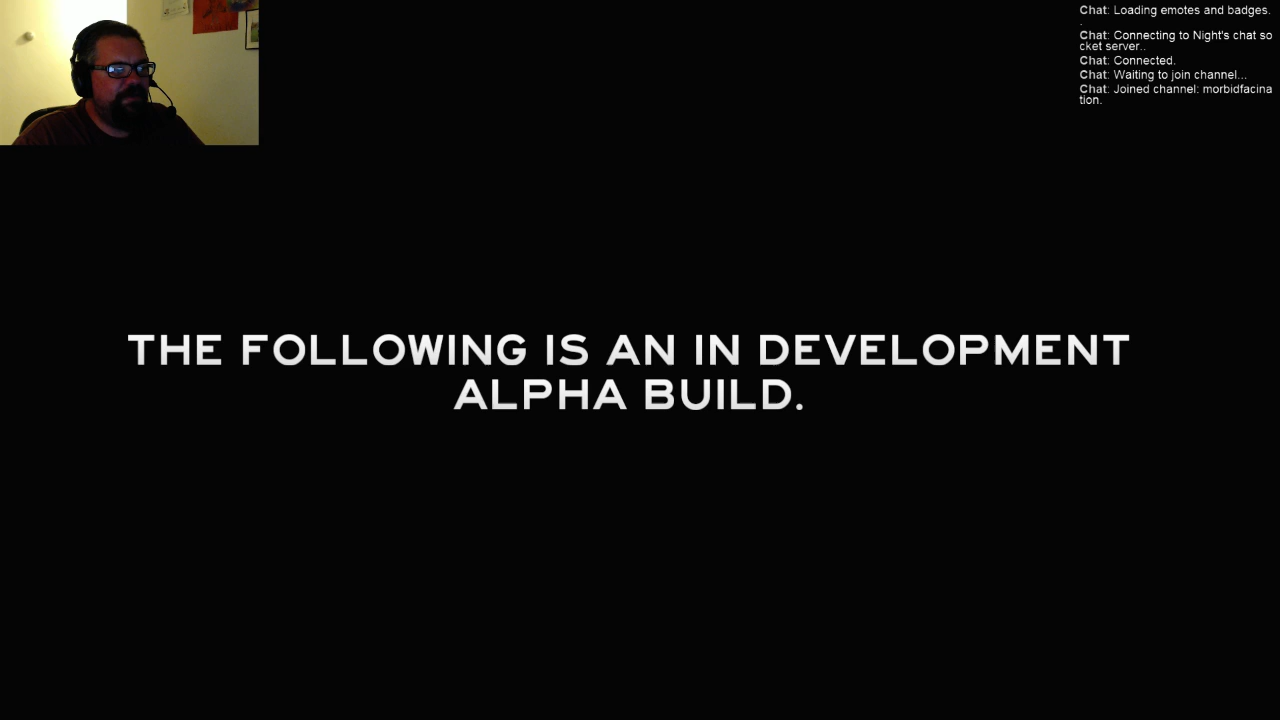 Chat: Loading emotes and badges.
.
Chat: Connecting to Night's chat so
cket server..
Chat: Connected.
Chat: Waiting to join channel...
Chat: Joined channel: morbidfacina
tion.
THE FOLLOWING IS AN IN DEVELOPMENT
ALPHA BUILD.